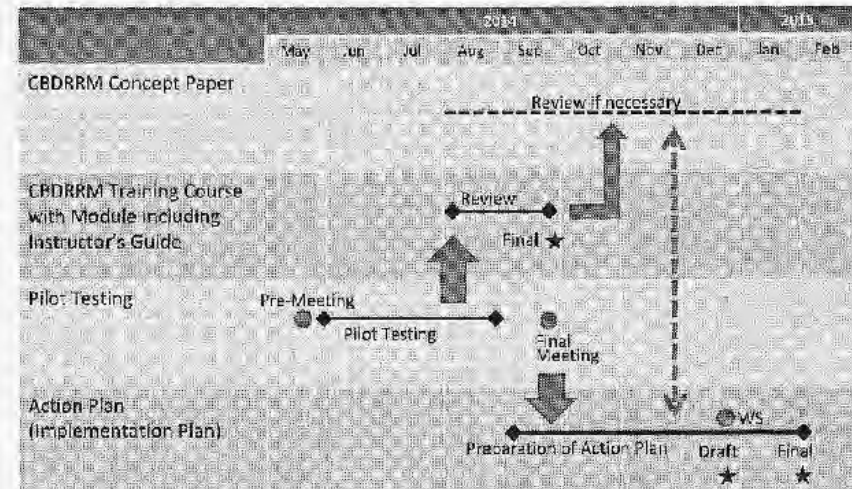 2014 2015
May Jun Jul Aug Sep Oct Nov Dec Jan Feb
CBDRRM Concept Paper
Review if necessary
CBDRRM Training Course
with Module including
Instructor's Guide
Review
Final
Pilot Testing
Pre-Meeting
Pilot Testing
Final
Meeting
Action Plan
(Implementation Plan)
WS
Preparation of Action Plan
Draft
Final